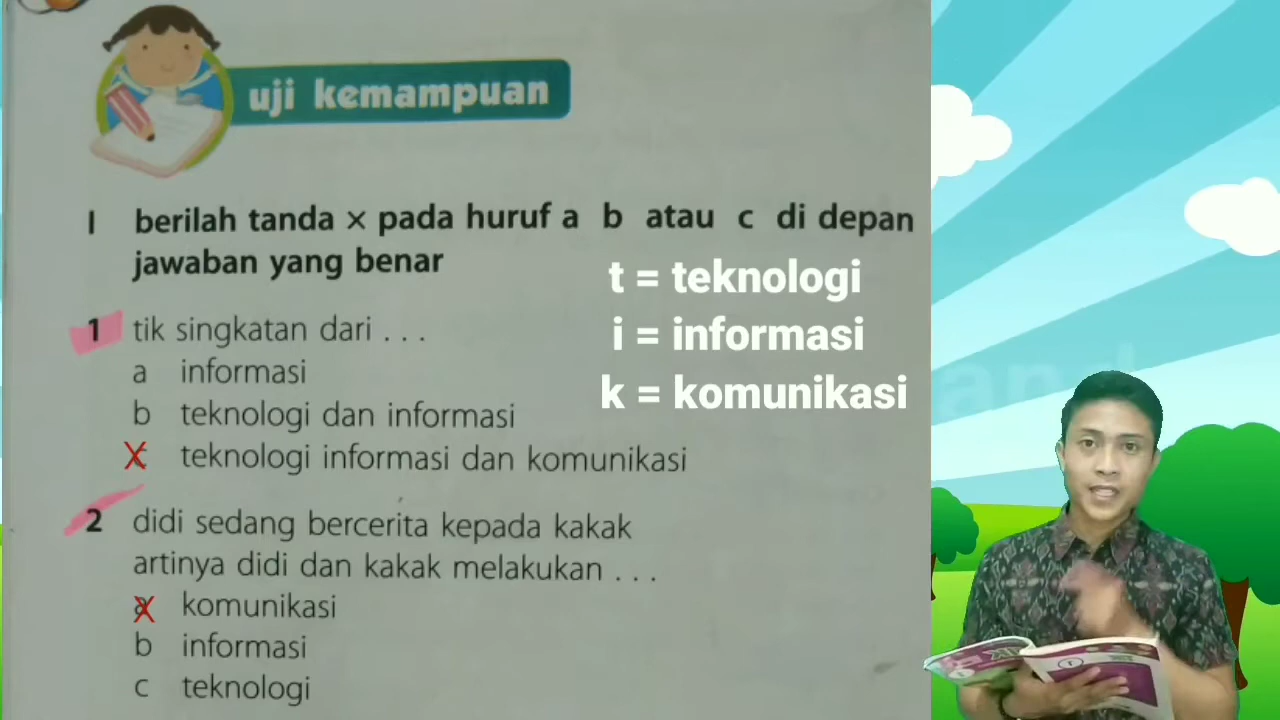 uji kemampuan
I berilah tanda × pada huruf a b atau c di depan
jawaban yang benar
t = teknologi
i = informasi
k = komunikasi
1 tik singkatan dari . . .
a informasi
b teknologi dan informasi
c teknologi informasi dan komunikasi
2 didi sedang bercerita kepada kakak
artinya didi dan kakak melakukan . . .
a komunikasi
b informasi
c teknologi